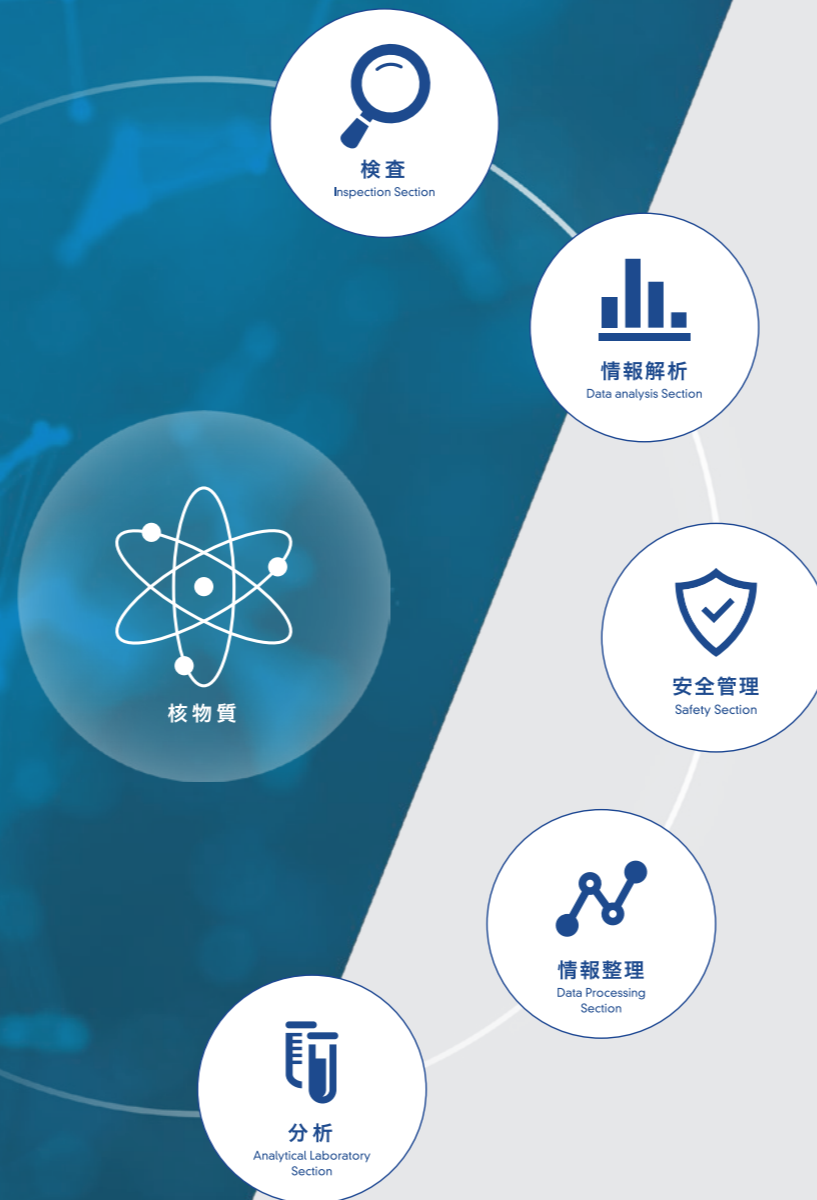 検査
Inspection Section
情報解析
Data analysis Section
核物質
安全管理
Safety Section
情報整理
Data Processing
Section
分析
Analytical Laboratory
Section